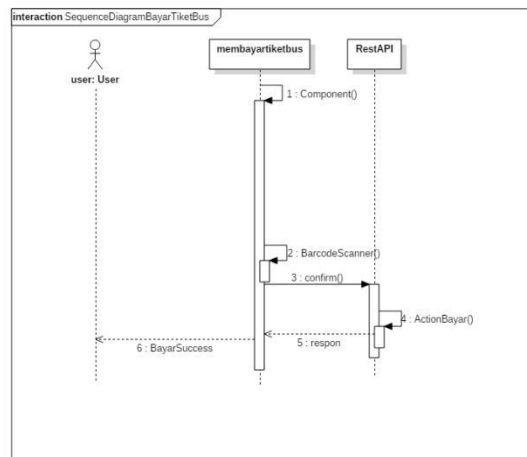 interaction SequenceDiagramBayarTiketBus
user: User
membayartiketbus
RestAPI
1 : Component()
2 : BarcodeScanner()
3 : confirm()
4 : ActionBayar()
5 : respon
6 : BayarSuccess